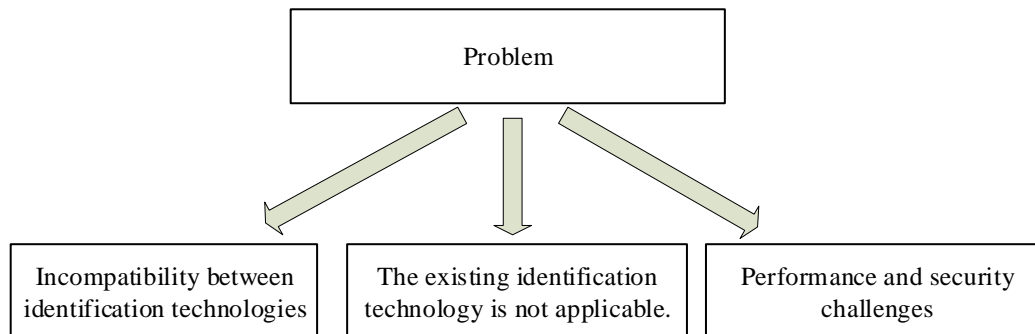 Problem
Incompatibility between
identification technologies
The existing identification
technology is not applicable.
Performance and security
challenges